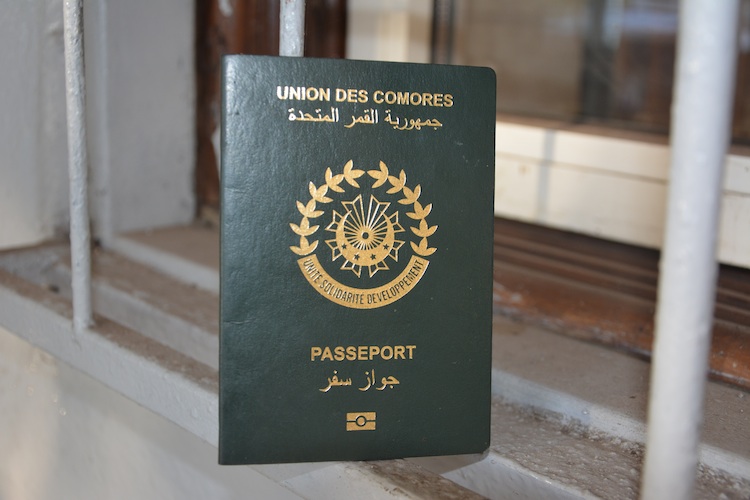 UNION DES COMORES
جمهورية القمر المتحدة
UNITÉ SOLIDARITÉ DÉVELOPPEMENT
PASSEPORT
جواز سفر